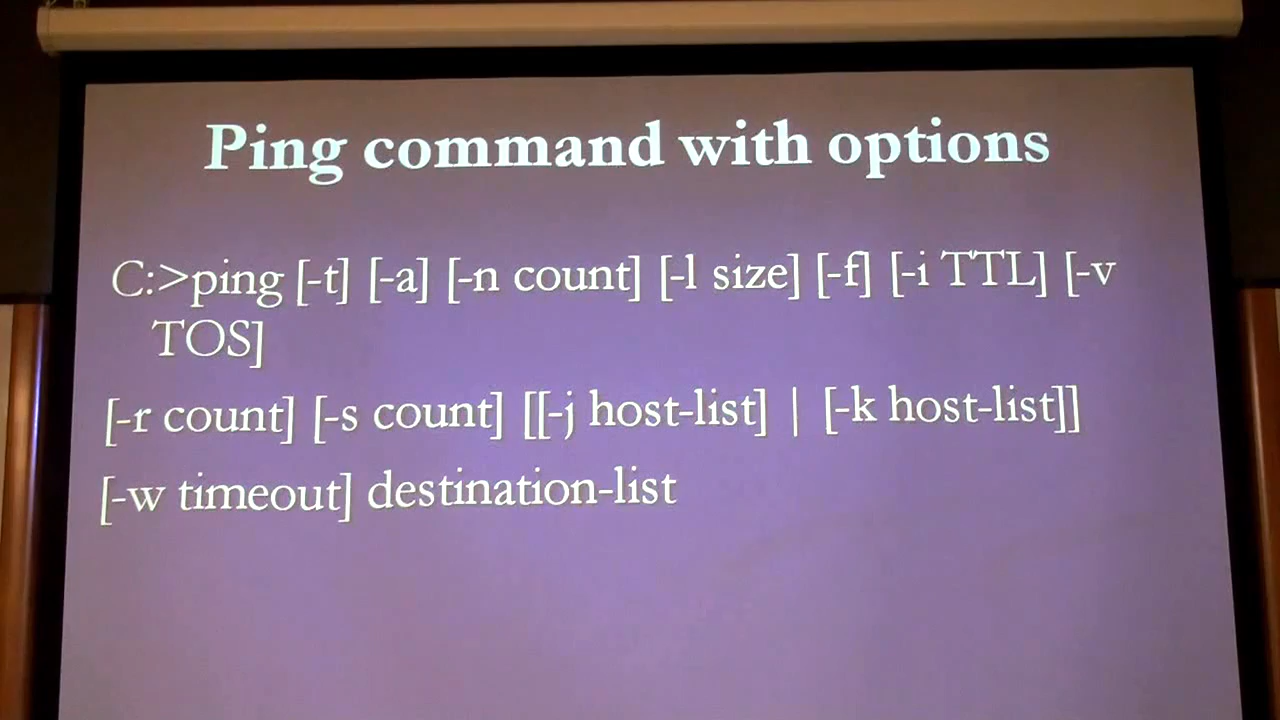 Ping command with options
C:>ping [-t] [-a] [-n count] [-l size] [-f] [-i TTL] [-v
TOS]
[-r count] [-s count] [[-j host-list] | [-k host-list]]
[-w timeout] destination-list